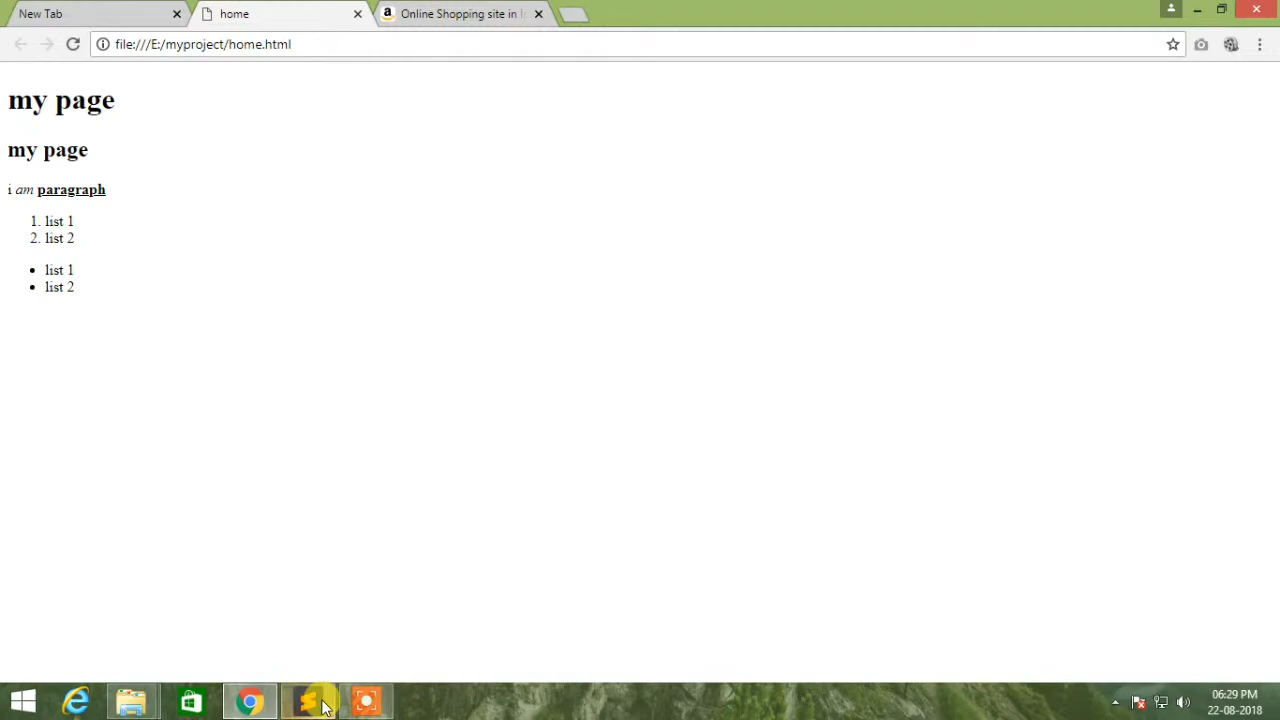 New Tab
home
Online Shopping site in I
file:///E:/myproject/home.html
my page
my page
i am paragraph
1. list 1
2. list 2
• list 1
• list 2
06:29 PM
22-08-2018